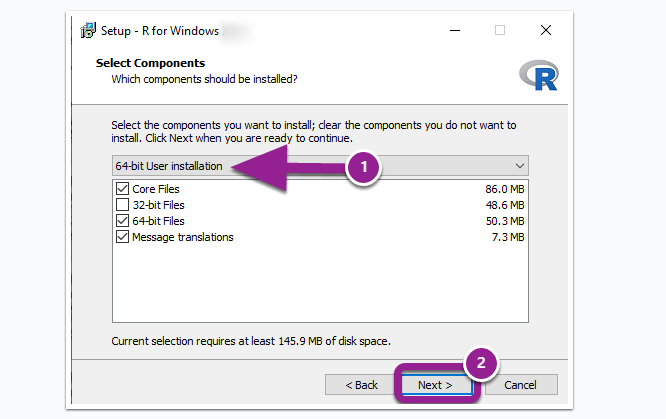 Setup - R for Windows
Select Components
Which components should be installed?
R
Select the components you want to install; clear the components you do not want to
install. Click Next when you are ready to continue.
64-bit User installation
1
Core Files 86.0 MB
32-bit Files 48.6 MB
64-bit Files 50.3 MB
Message translations 7.3 MB
Current selection requires at least 145.9 MB of disk space.
2
< Back Next > Cancel